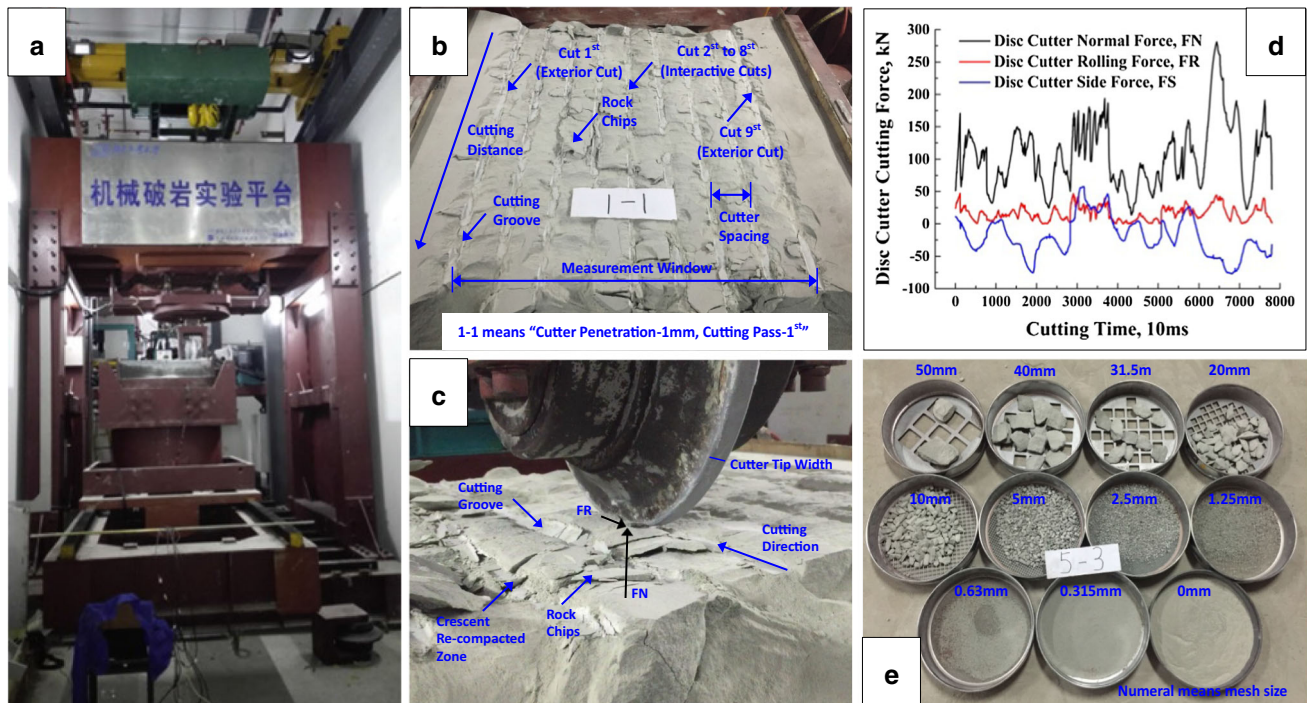 a
机械破岩实验平台
b
Cut 1st
(Exterior Cut)
Cut 2st to 8st
(Interactive Cuts)
Rock
Chips
Cut 9st
(Exterior Cut)
Cutting
Distance
1-1
Cutting
Groove
Cutter
Spacing
Measurement Window
1-1 means “Cutter Penetration-1mm, Cutting Pass-1st”
c
Cutter Tip Width
Cutting
Groove
FR
Cutting
Direction
FN
Crescent
Re-compacted
Zone
Rock
Chips
d
Disc Cutter Cutting Force, kN
300
250
200
150
100
50
0
-50
-100
Disc Cutter Normal Force, FN
Disc Cutter Rolling Force, FR
Disc Cutter Side Force, FS
0 1000 2000 3000 4000 5000 6000 7000 8000
Cutting Time, 10ms
50mm 40mm 31.5m 20mm
10mm 5mm 2.5mm 1.25mm
5-3
0.63mm 0.315mm 0mm
e
Numeral means mesh size